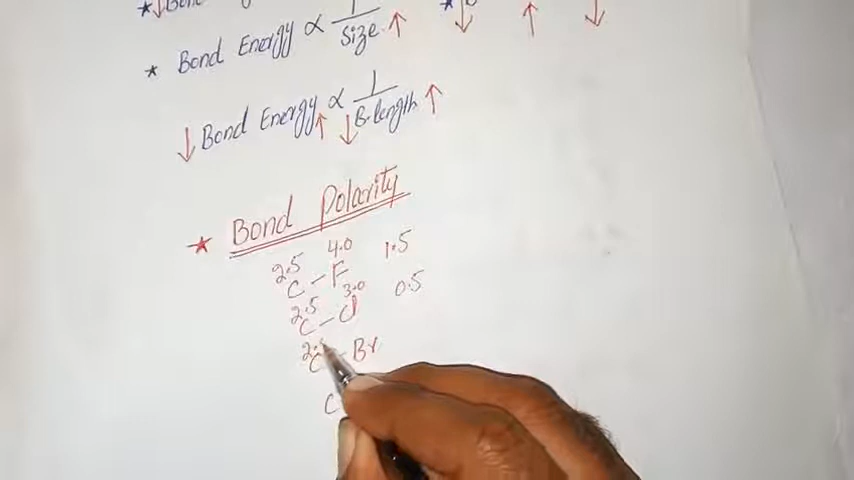 * ↓ Bond
* Bond Energy ∝ 1/Size ↑
↓ Bond Energy ↑ ∝ 1/↓ B.length ↑
* Bond Polarity
2.5 4.0 1.5
C – F
2.5 3.0 0.5
C – Cl
2.5
C – Br
C